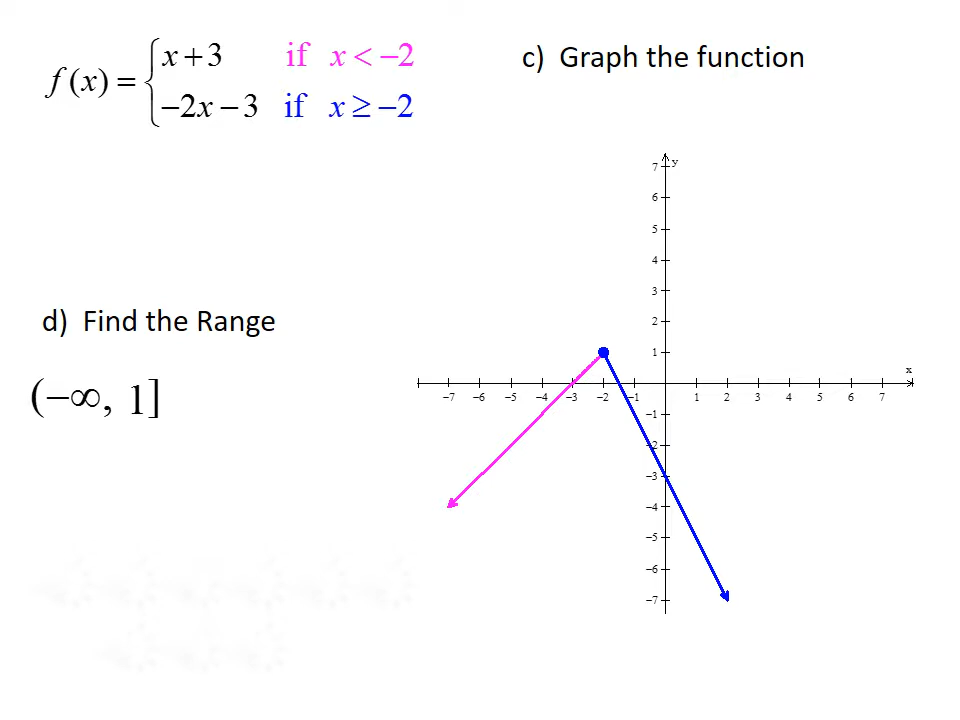 f(x) = { x + 3 if x < −2
−2x − 3 if x ≥ −2
c) Graph the function
d) Find the Range
(−∞, 1]
y
7
6
5
4
3
2
1
x
−7 −6 −5 −4 −3 −2 −1 1 2 3 4 5 6 7
−1
−2
−3
−4
−5
−6
−7